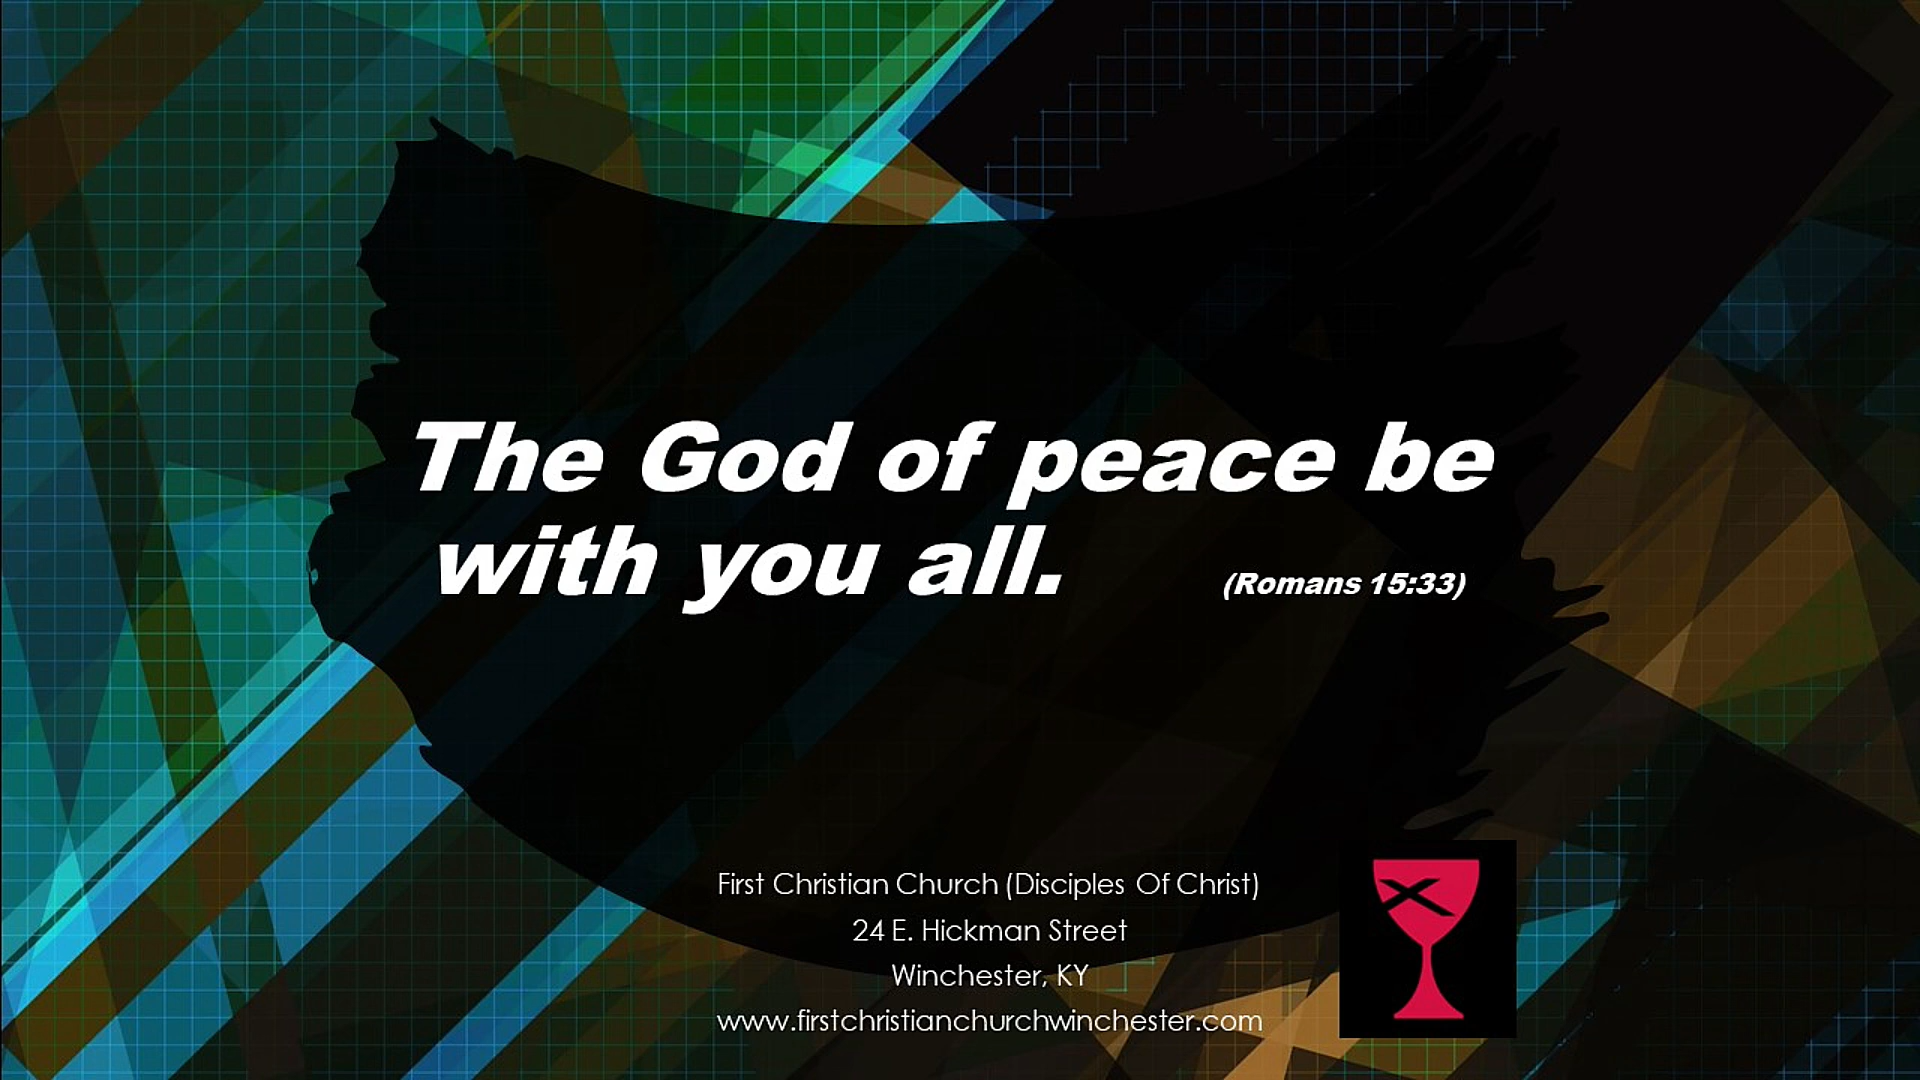 The God of peace be
with you all. (Romans 15:33)
First Christian Church (Disciples Of Christ)
24 E. Hickman Street
Winchester, KY
www.firstchristianchurchwinchester.com